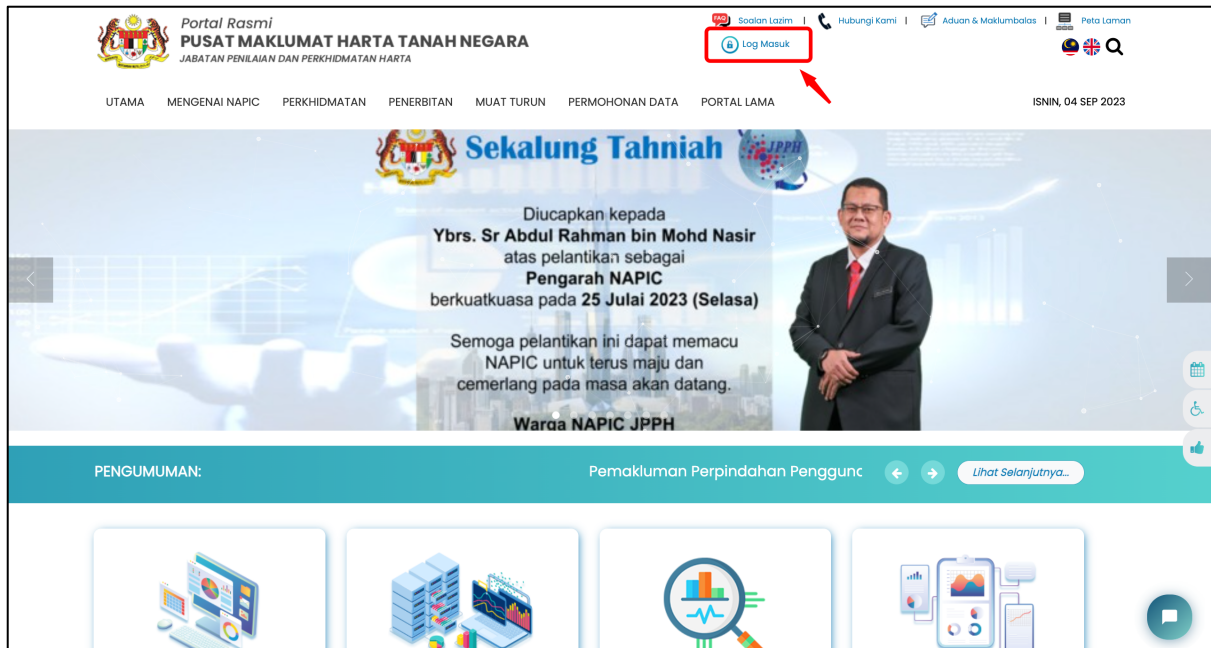 Portal Rasmi
PUSAT MAKLUMAT HARTA TANAH NEGARA
JABATAN PENILAIAN DAN PERKHIDMATAN HARTA
FAQ Soalan Lazim | Hubungi Kami | Aduan & Maklumbalas | Peta Laman
Log Masuk
UTAMA MENGENAI NAPIC PERKHIDMATAN PENERBITAN MUAT TURUN PERMOHONAN DATA PORTAL LAMA ISNIN, 04 SEP 2023
Sekalung Tahniah JPPH
Diucapkan kepada
Ybrs. Sr Abdul Rahman bin Mohd Nasir
atas pelantikan sebagai
Pengarah NAPIC
berkuatkuasa pada 25 Julai 2023 (Selasa)
Semoga pelantikan ini dapat memacu
NAPIC untuk terus maju dan
cemerlang pada masa akan datang.
Warga NAPIC JPPH
PENGUMUMAN: Pemakluman Perpindahan Lihat Selanjutnya...